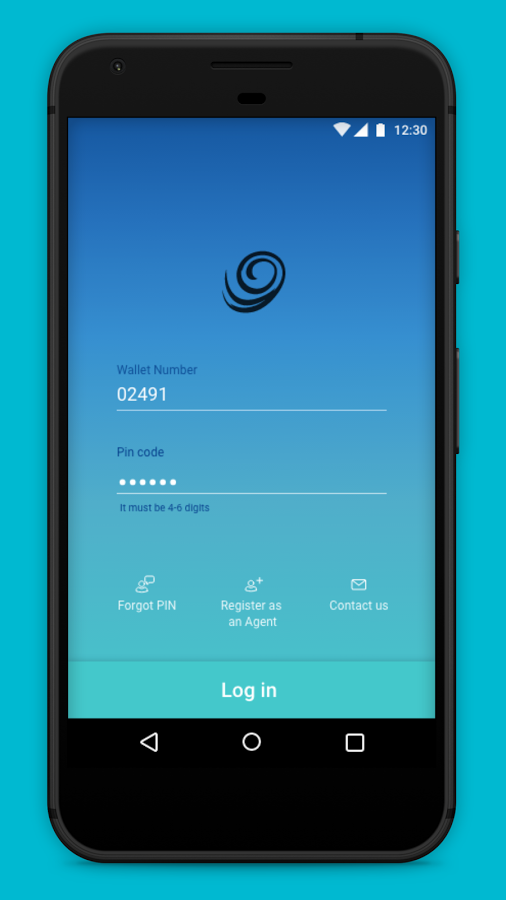 12:30
Wallet Number
02491
Pin code
••••••
It must be 4-6 digits
Forgot PIN
Register as
an Agent
Contact us
Log in